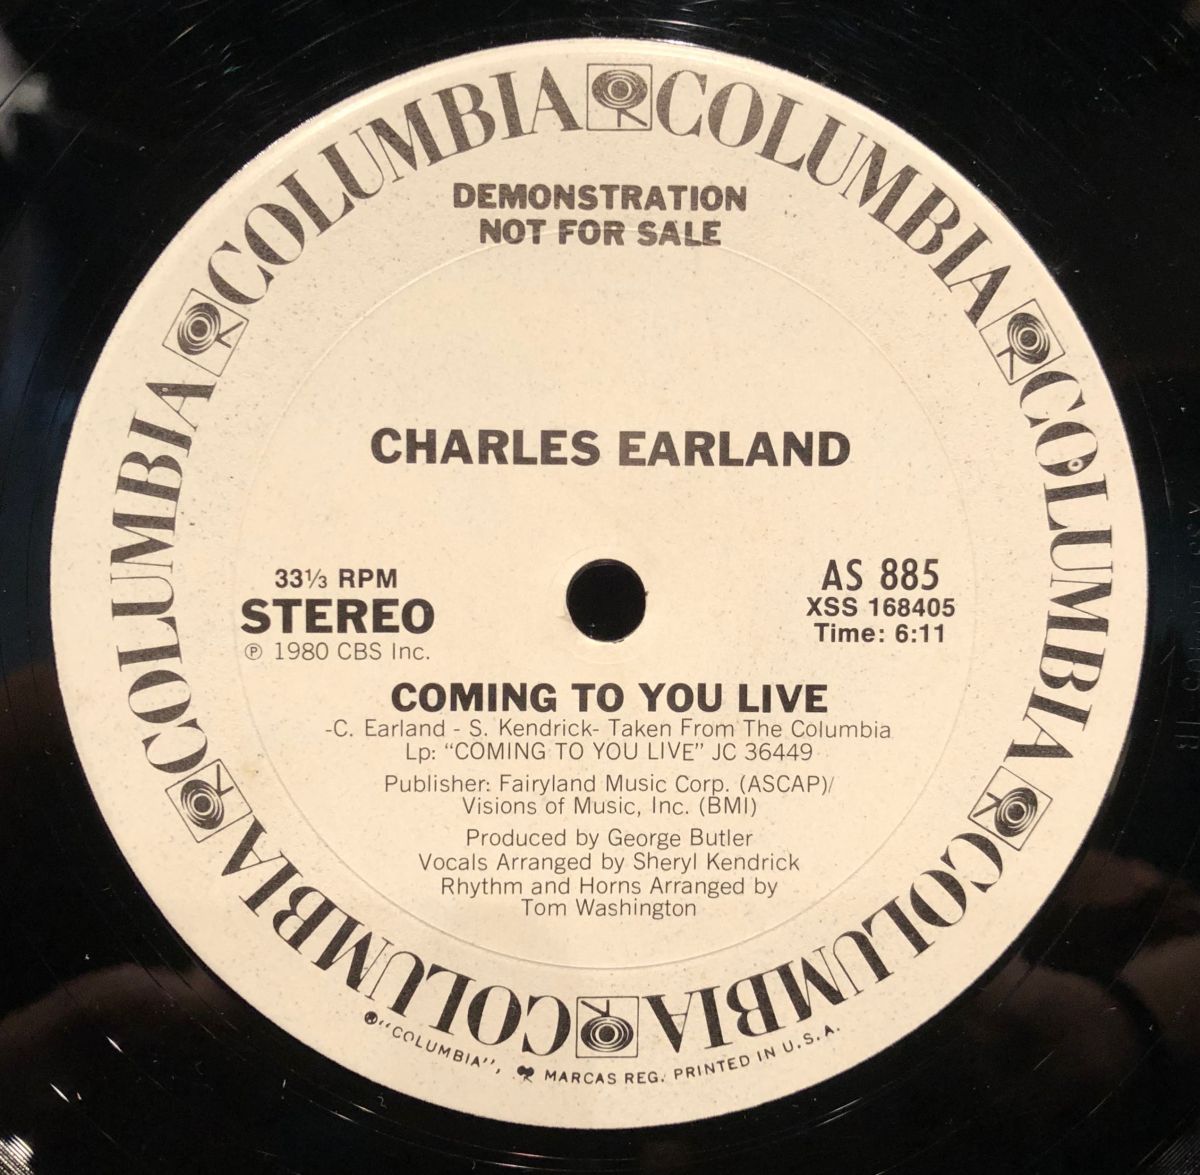 COLUMBIA COLUMBIA COLUMBIA COLUMBIA COLUMBIA COLUMBIA
DEMONSTRATION
NOT FOR SALE
CHARLES EARLAND
33⅓ RPM
STEREO
℗ 1980 CBS Inc.
AS 885
XSS 168405
Time: 6:11
COMING TO YOU LIVE
-C. Earland - S. Kendrick- Taken From The Columbia
Lp: “COMING TO YOU LIVE” JC 36449
Publisher: Fairyland Music Corp. (ASCAP)/
Visions of Music, Inc. (BMI)
Produced by George Butler
Vocals Arranged by Sheryl Kendrick
Rhythm and Horns Arranged by
Tom Washington
®“COLUMBIA”, MARCAS REG. PRINTED IN U.S.A.